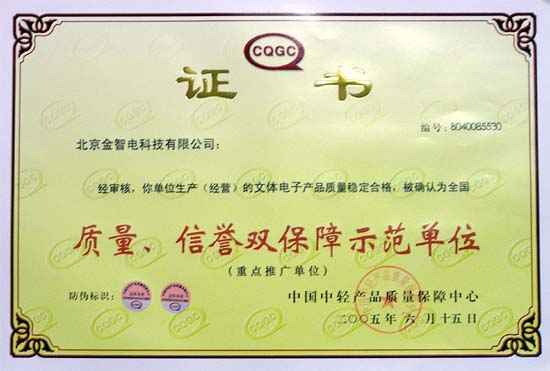 CQGC
证书
编号：B040085530
北京金智电科技有限公司：
经审核，你单位生产（经营）的文体电子产品质量稳定合格，被确认为全国
质量、信誉双保障示范单位
（重点推广单位）
防伪标识：
中国中轻产品质量保障中心
二〇〇五年六月十五日